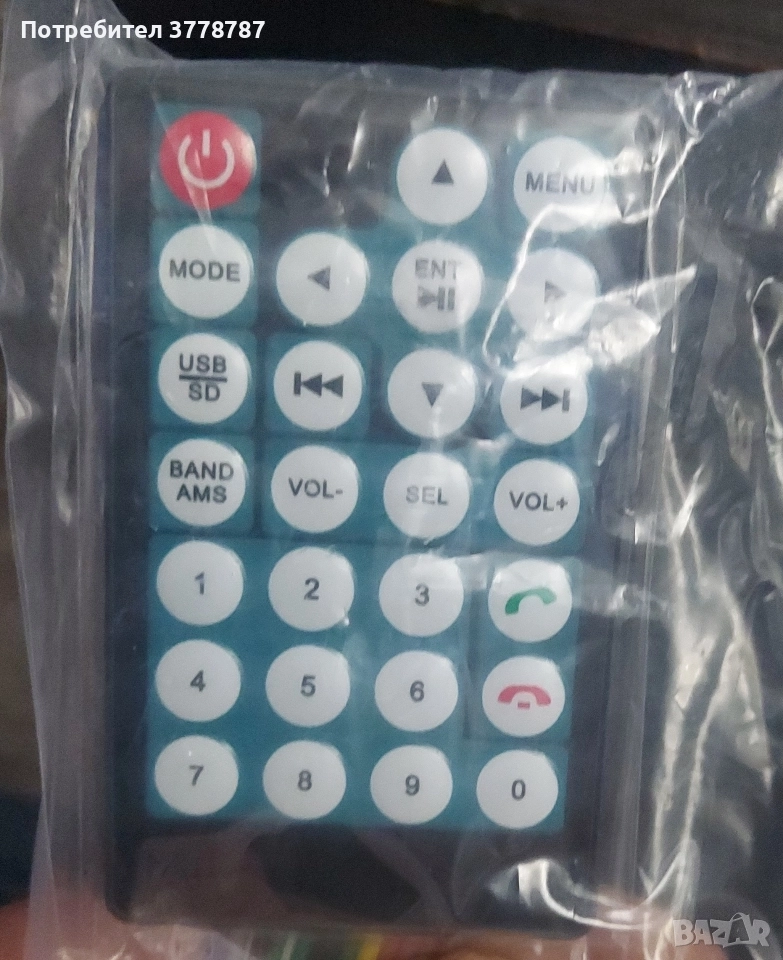 Потребител 3778787
MENU
MODE
ENT
USB
SD
BAND
AMS
VOL-
SEL
VOL+
1
2
3
4
5
6
7
8
9
0
BAZAR